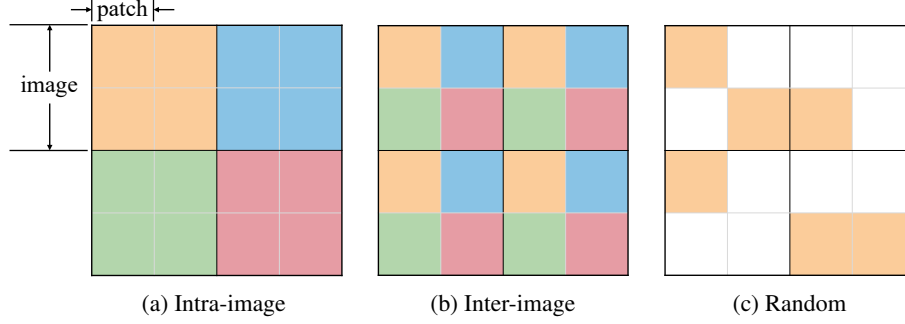 patch
image
(a) Intra-image
(b) Inter-image
(c) Random